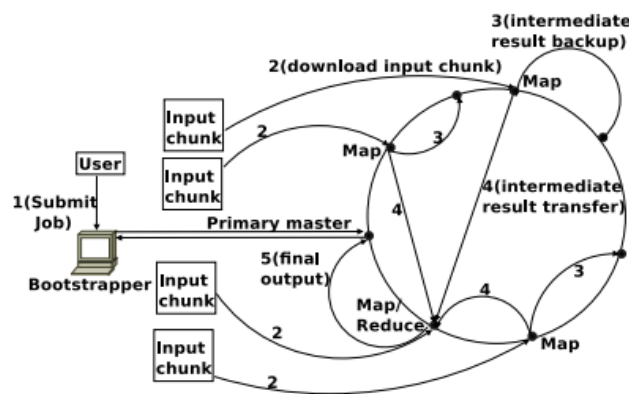 3(intermediate
result backup)
2(download input chunk)
Map
Input
chunk
2
3
Input
chunk
Map
User
1(Submit
Job)
4
4(intermediate
result transfer)
Primary master
5(final
output)
Bootstrapper
Input
chunk
Map/
Reduce
4
3
2
Map
Input
chunk
2